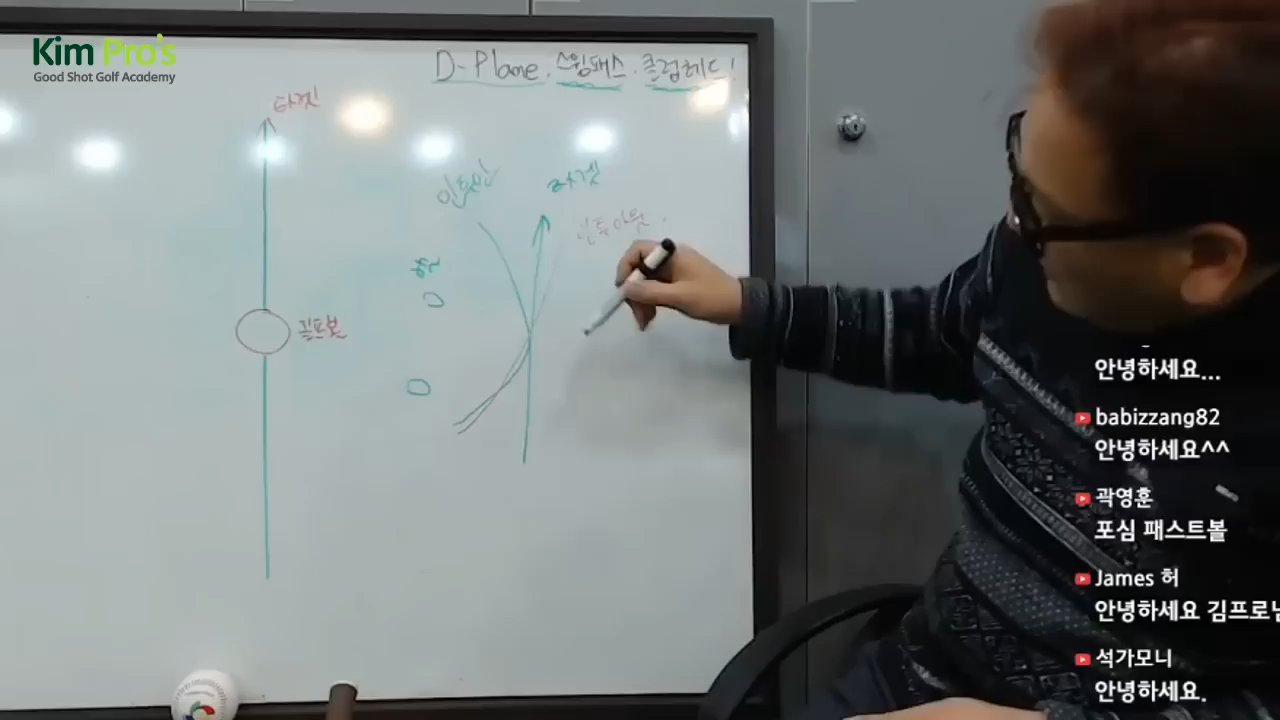 Kim Pro's
Good Shot Golf Academy
D-Plane. 스윙패스. 클럽헤드!
타겟
인투인
타겟
인투아웃.
골프볼
안녕하세요...
babizzang82
안녕하세요^^
곽영훈
포심 패스트볼
James 허
안녕하세요 김프로님
석가모니
안녕하세요.